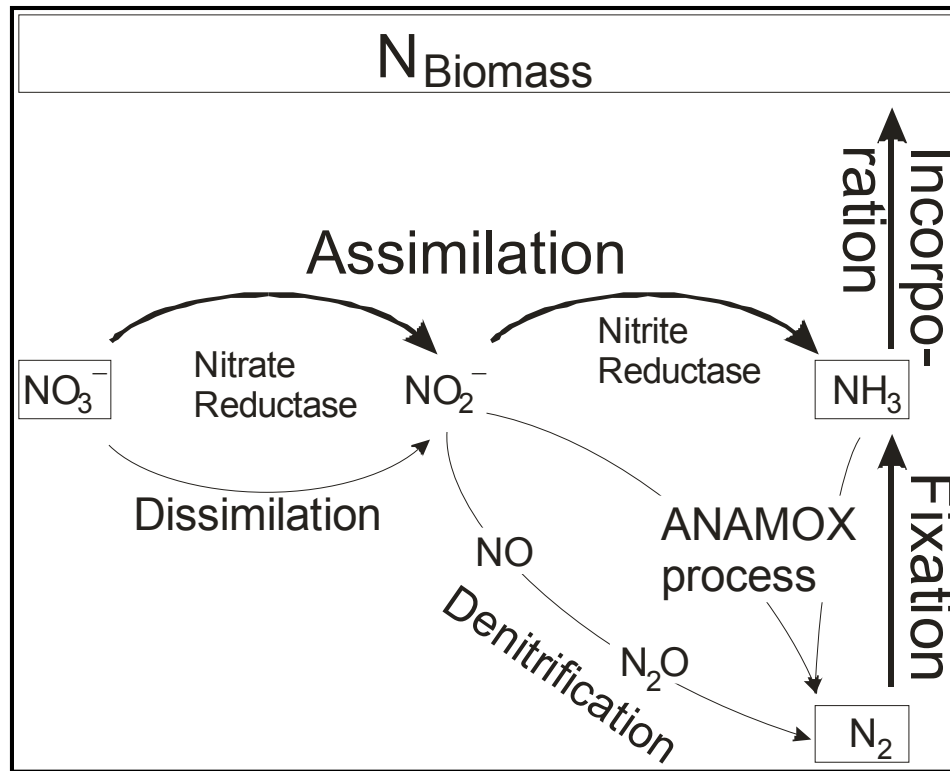 N Biomass
Incorpo-
ration
Assimilation
Nitrate
Reductase
Nitrite
Reductase
NO₃⁻
NO₂⁻
NH₃
Dissimilation
ANAMOX
process
Fixation
NO
Denitrification
N₂O
N₂